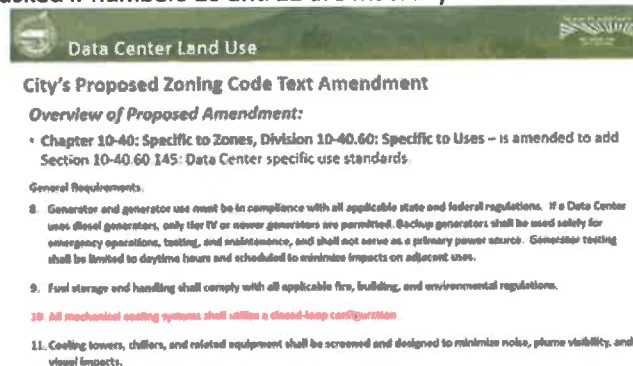 asked if numbers 10 and 11 are
Data Center Land Use
City's Proposed Zoning Code Text Amendment
Overview of Proposed Amendment:
• Chapter 10-40: Specific to Zones, Division 10-40.60: Specific to Uses – is amended to add
Section 10-40.60 145: Data Center specific use standards
General Requirements.
8. Generator and generator use must be in compliance with all applicable state and federal regulations. If a Data Center
uses diesel generators, only tier IV or newer generators are permitted. Backup generators shall be used solely for
emergency operations, testing, and maintenance, and shall not serve as a primary power source. Generator testing
shall be limited to daytime hours and scheduled to minimize impacts on adjacent uses.
9. Fuel storage and handling shall comply with all applicable fire, building, and environmental regulations.
10. All mechanical cooling systems shall utilize a closed-loop configuration
11. Cooling towers, chillers, and related equipment shall be screened and designed to minimize noise, plume visibility, and
visual impacts.